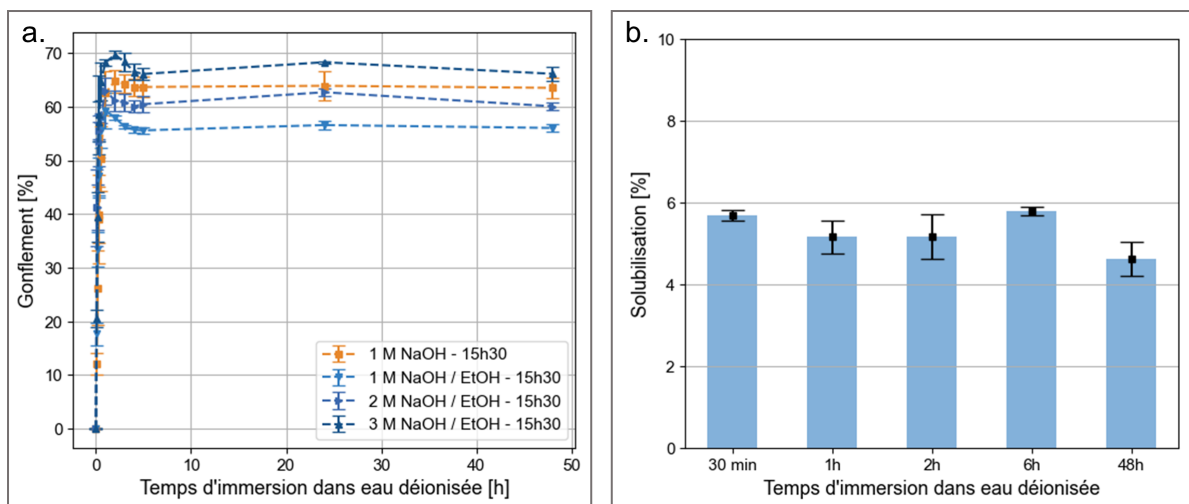 a.
Gonflement [%]
70
60
50
40
30
20
10
0
0
10
20
30
40
50
Temps d'immersion dans eau déionisée [h]
1 M NaOH - 15h30
1 M NaOH / EtOH - 15h30
2 M NaOH / EtOH - 15h30
3 M NaOH / EtOH - 15h30
b.
Solubilisation [%]
10
8
6
4
2
0
30 min
1h
2h
6h
48h
Temps d'immersion dans eau déionisée